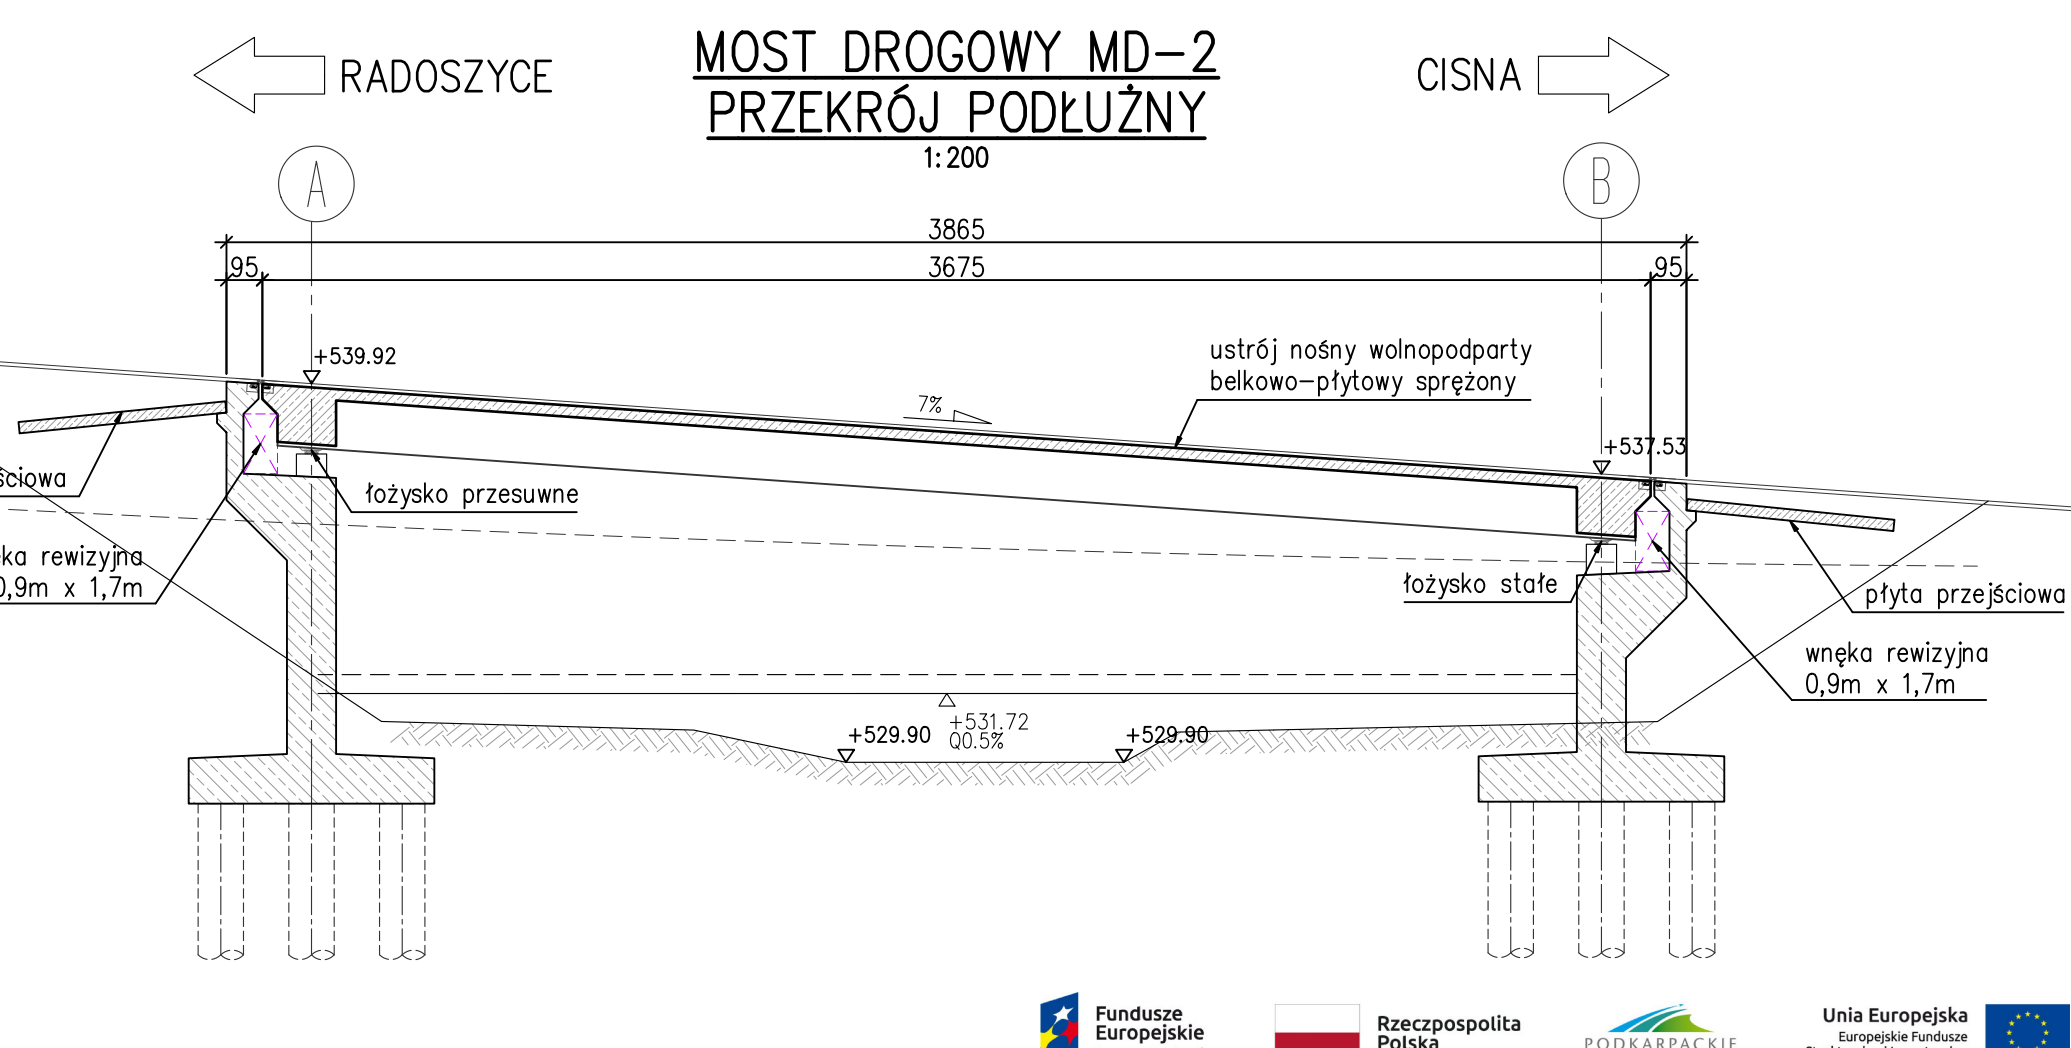 RADOSZYCE
MOST DROGOWY MD-2
PRZEKRÓJ PODŁUŻNY
1:200
CISNA
A
B
3865
95
3675
95
+539.92
ustrój nośny wolnopodparty
belkowo-płytowy sprężony
7%
+537.53
ściowa
łożysko przesuwne
ka rewizyjna
0,9m x 1,7m
łożysko stałe
płyta przejściowa
wnęka rewizyjna
0,9m x 1,7m
+531.72
Q0.5%
+529.90
+529.90
Fundusze
Europejskie
Rzeczpospolita
Polska
PODKARPACKIE
Unia Europejska
Europejskie Fundusze